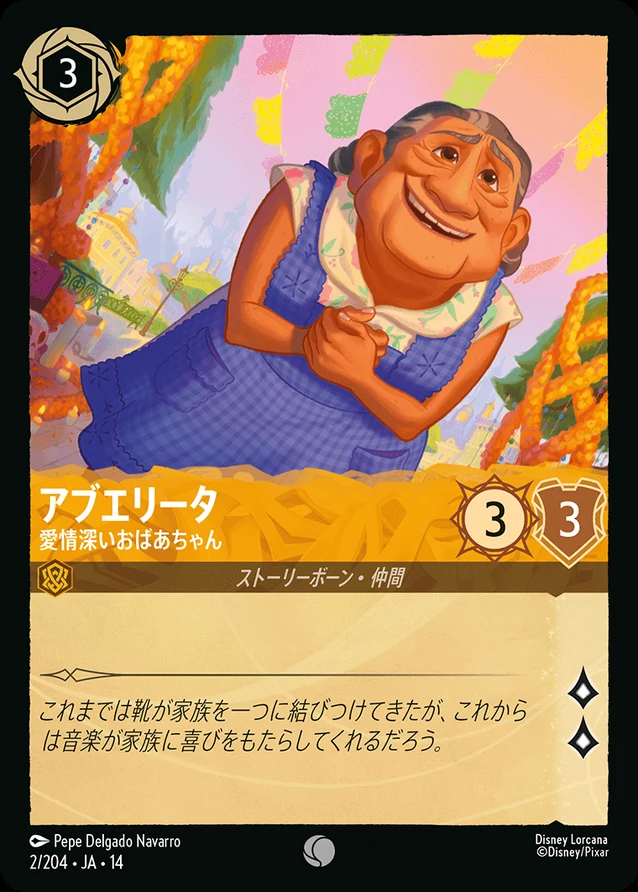 3
アブエリータ
愛情深いおばあちゃん
3
3
ストーリーボーン・仲間
これまでは靴が家族を一つに結びつけてきたが、これから
は音楽が家族に喜びをもたらしてくれるだろう。
Pepe Delgado Navarro
2/204・JA・14
Disney Lorcana
©Disney/Pixar